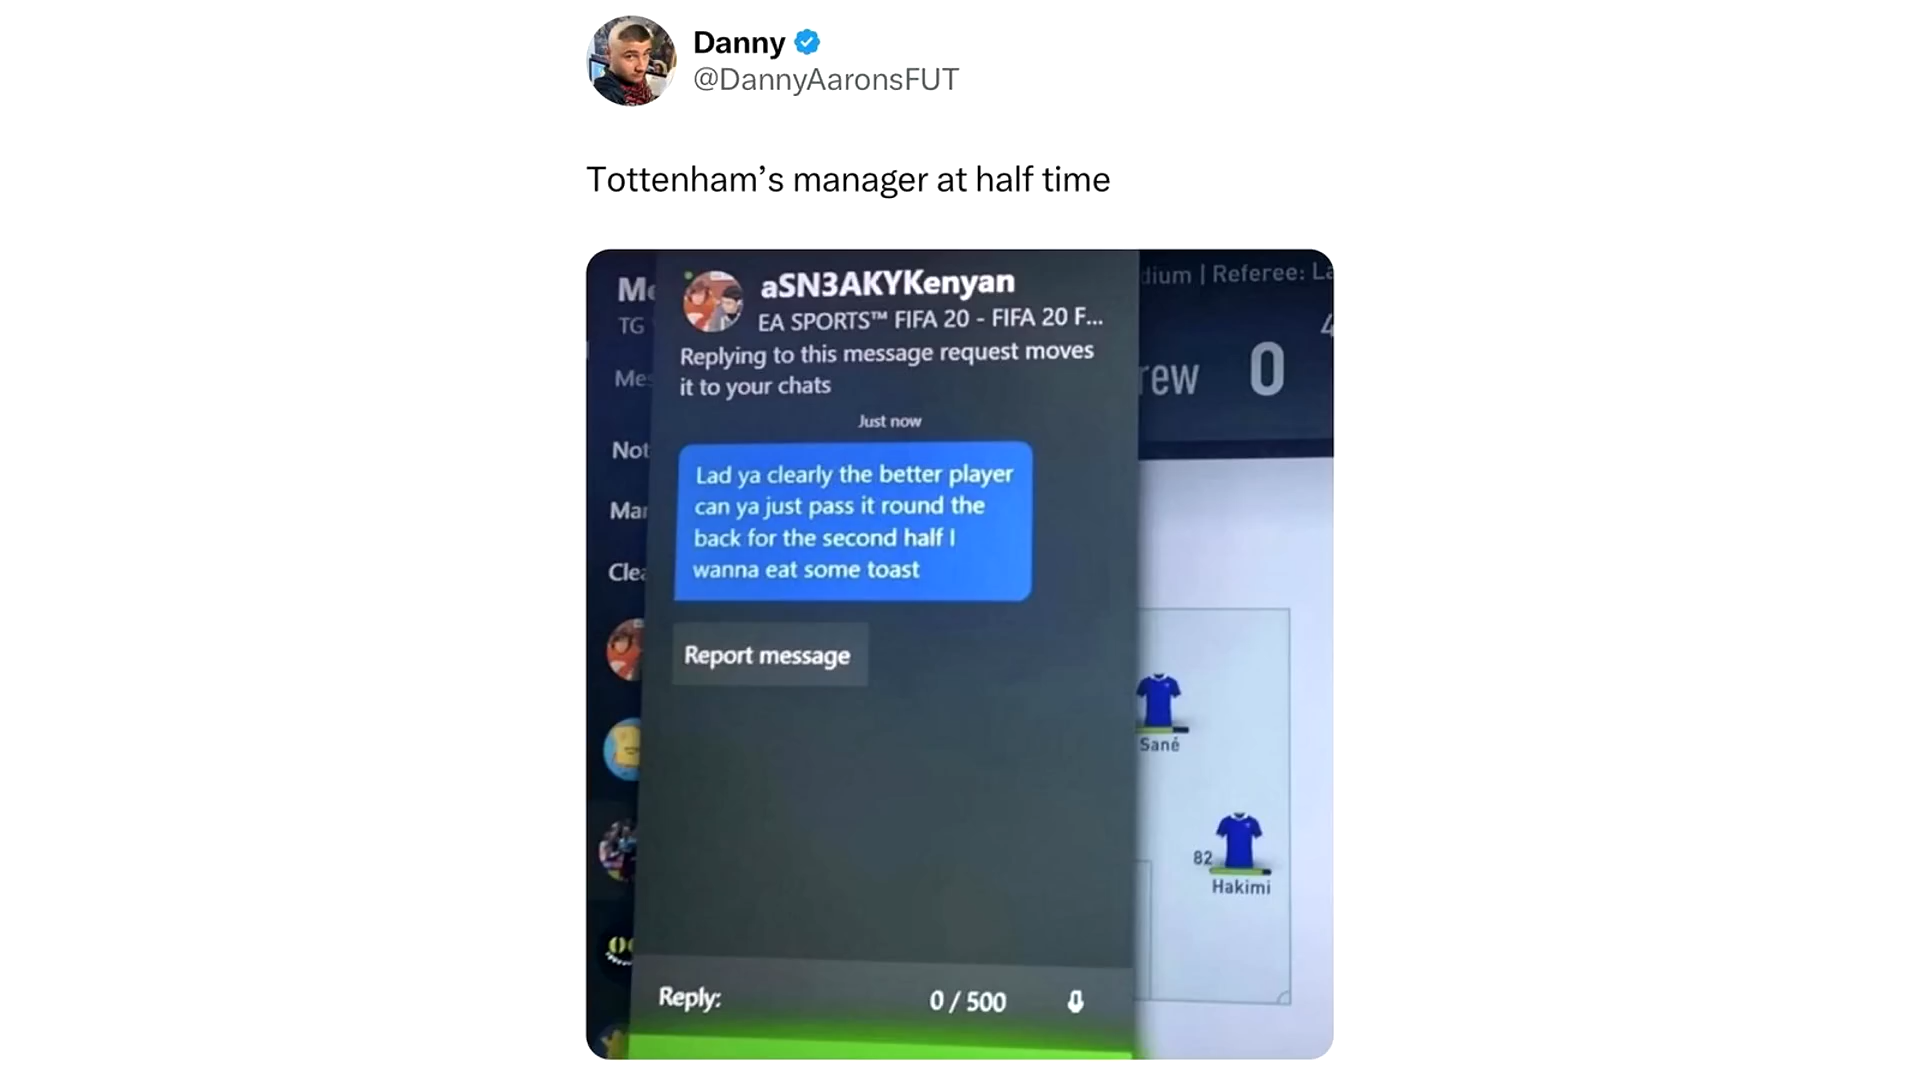 Danny
@DannyAaronsFUT
Tottenham’s manager at half time
aSN3AKYKenyan
EA SPORTS™ FIFA 20 - FIFA 20 F...
Replying to this message request moves
it to your chats
Just now
Lad ya clearly the better player
can ya just pass it round the
back for the second half I
wanna eat some toast
Report message
Reply:
0 / 500
TG
| Referee:
0
Sané
82
Hakimi